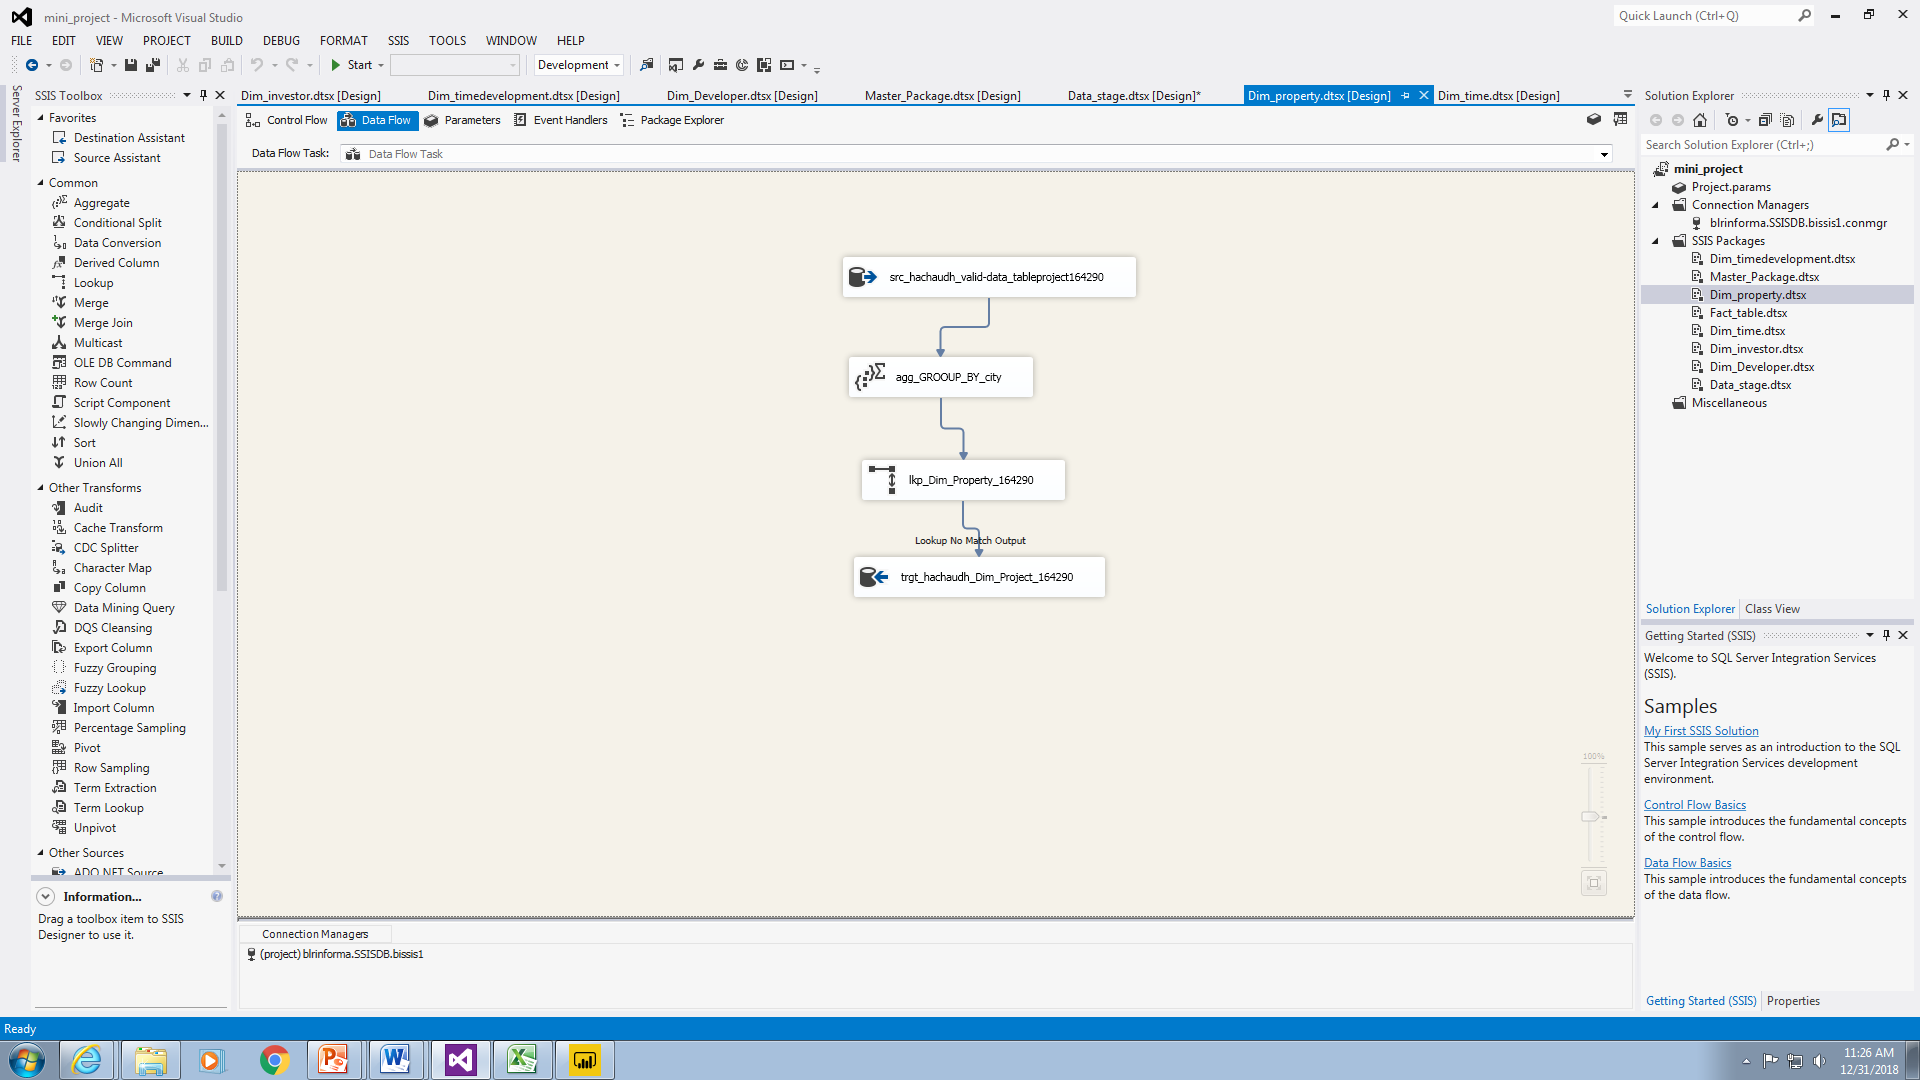 mini_project - Microsoft Visual Studio
Quick Launch (Ctrl+Q)
FILE EDIT VIEW PROJECT BUILD DEBUG FORMAT SSIS TOOLS WINDOW HELP
Start Development
Server Explorer
SSIS Toolbox
Favorites
Destination Assistant
Source Assistant
Common
Aggregate
Conditional Split
Data Conversion
Derived Column
Lookup
Merge
Merge Join
Multicast
OLE DB Command
Row Count
Script Component
Slowly Changing Dimen...
Sort
Union All
Other Transforms
Audit
Cache Transform
CDC Splitter
Character Map
Copy Column
Data Mining Query
DQS Cleansing
Export Column
Fuzzy Grouping
Fuzzy Lookup
Import Column
Percentage Sampling
Pivot
Row Sampling
Term Extraction
Term Lookup
Unpivot
Other Sources
ADO NET Source
Information...
Drag a toolbox item to SSIS
Designer to use it.
Dim_investor.dtsx [Design] Dim_timedevelopment.dtsx [Design] Dim_Developer.dtsx [Design] Master_Package.dtsx [Design] Data_stage.dtsx [Design]* Dim_property.dtsx [Design] Dim_time.dtsx [Design]
Control Flow Data Flow Parameters Event Handlers Package Explorer
Data Flow Task: Data Flow Task
src_hachaudh_valid-data_tableproject164290
agg_GROOUP_BY_city
lkp_Dim_Property_164290
Lookup No Match Output
trgt_hachaudh_Dim_Project_164290
100%
Connection Managers
(project) blrinforma.SSISDB.bissis1
Solution Explorer
Search Solution Explorer (Ctrl+;)
mini_project
Project.params
Connection Managers
blrinforma.SSISDB.bissis1.conmgr
SSIS Packages
Dim_timedevelopment.dtsx
Master_Package.dtsx
Dim_property.dtsx
Fact_table.dtsx
Dim_time.dtsx
Dim_investor.dtsx
Dim_Developer.dtsx
Data_stage.dtsx
Miscellaneous
Solution Explorer Class View
Getting Started (SSIS)
Welcome to SQL Server Integration Services
(SSIS).
Samples
My First SSIS Solution
This sample serves as an introduction to the SQL
Server Integration Services development
environment.
Control Flow Basics
This sample introduces the fundamental concepts
of the control flow.
Data Flow Basics
This sample introduces the fundamental concepts
of the data flow.
Getting Started (SSIS) Properties
Ready
11:26 AM
12/31/2018